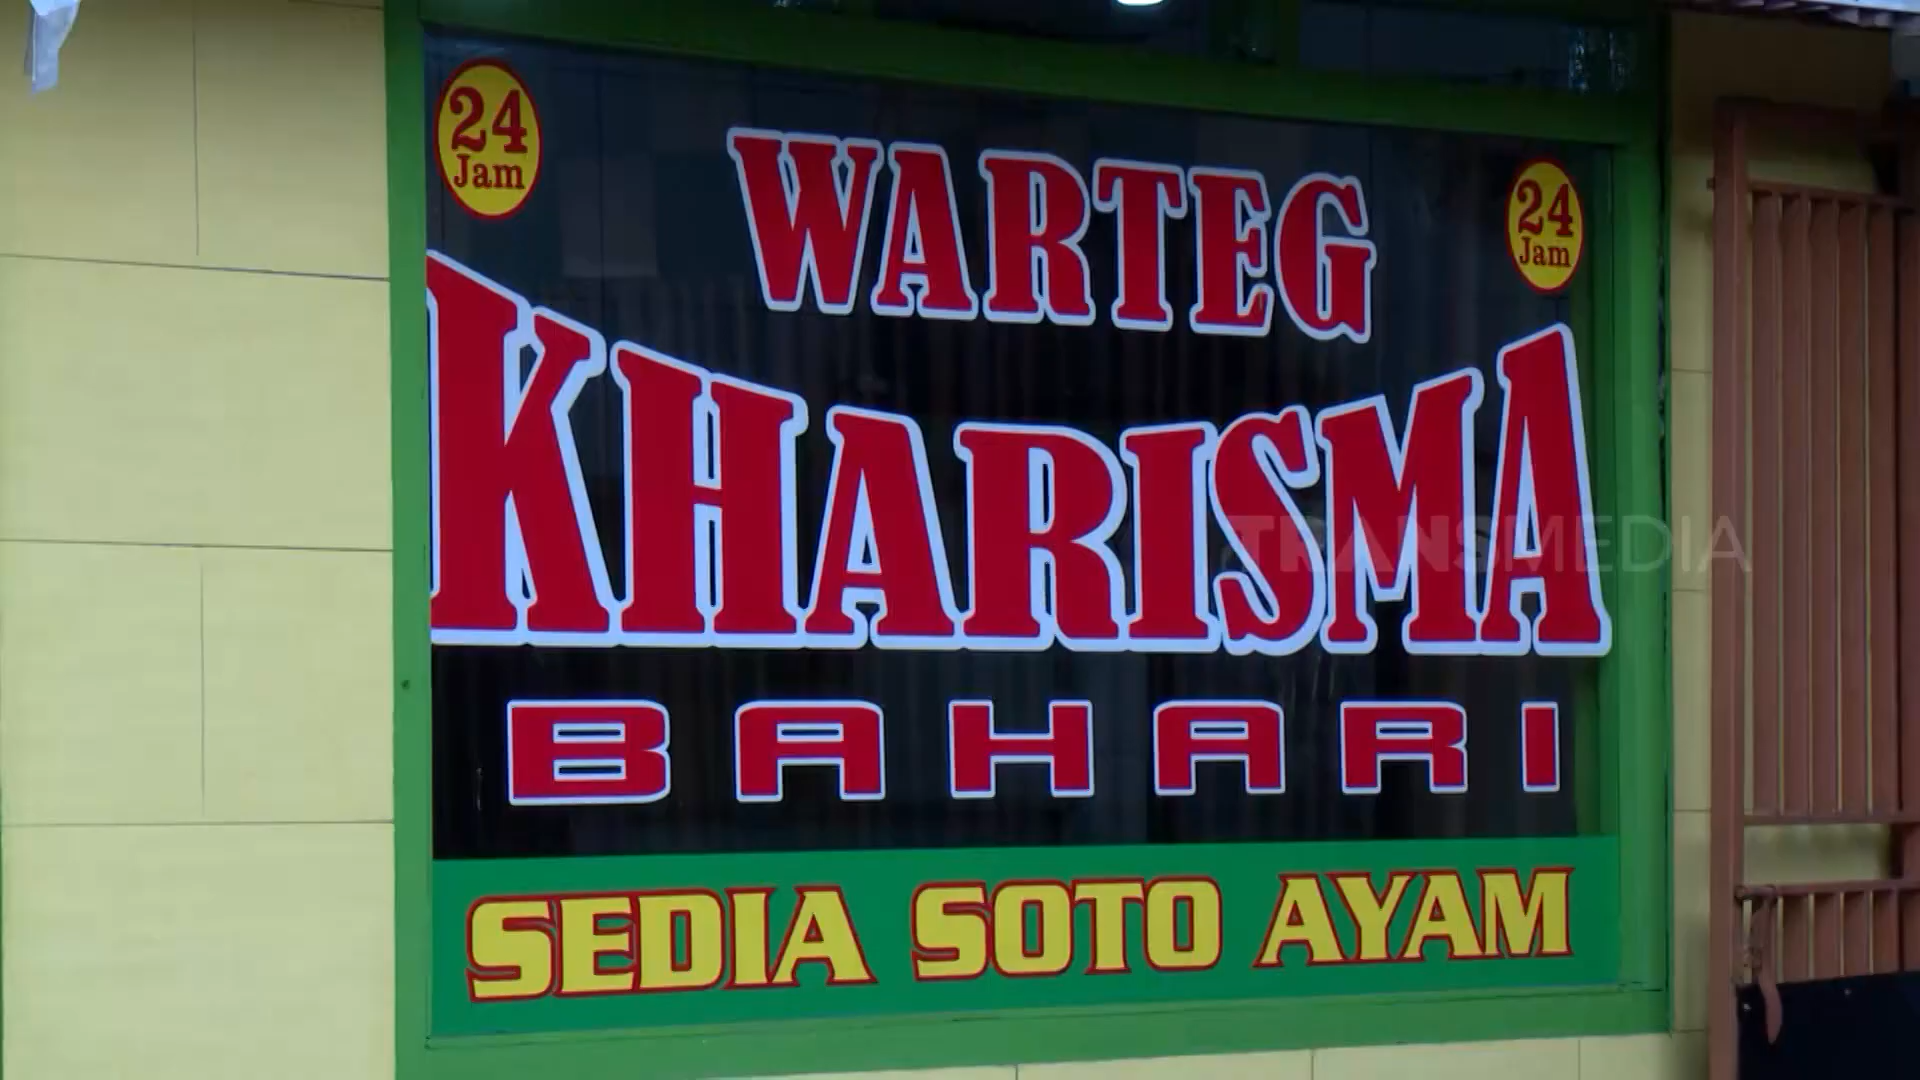 24
Jam
WARTEG
24
Jam
KHARISMA
TRANSMEDIA
BAHARI
SEDIA SOTO AYAM